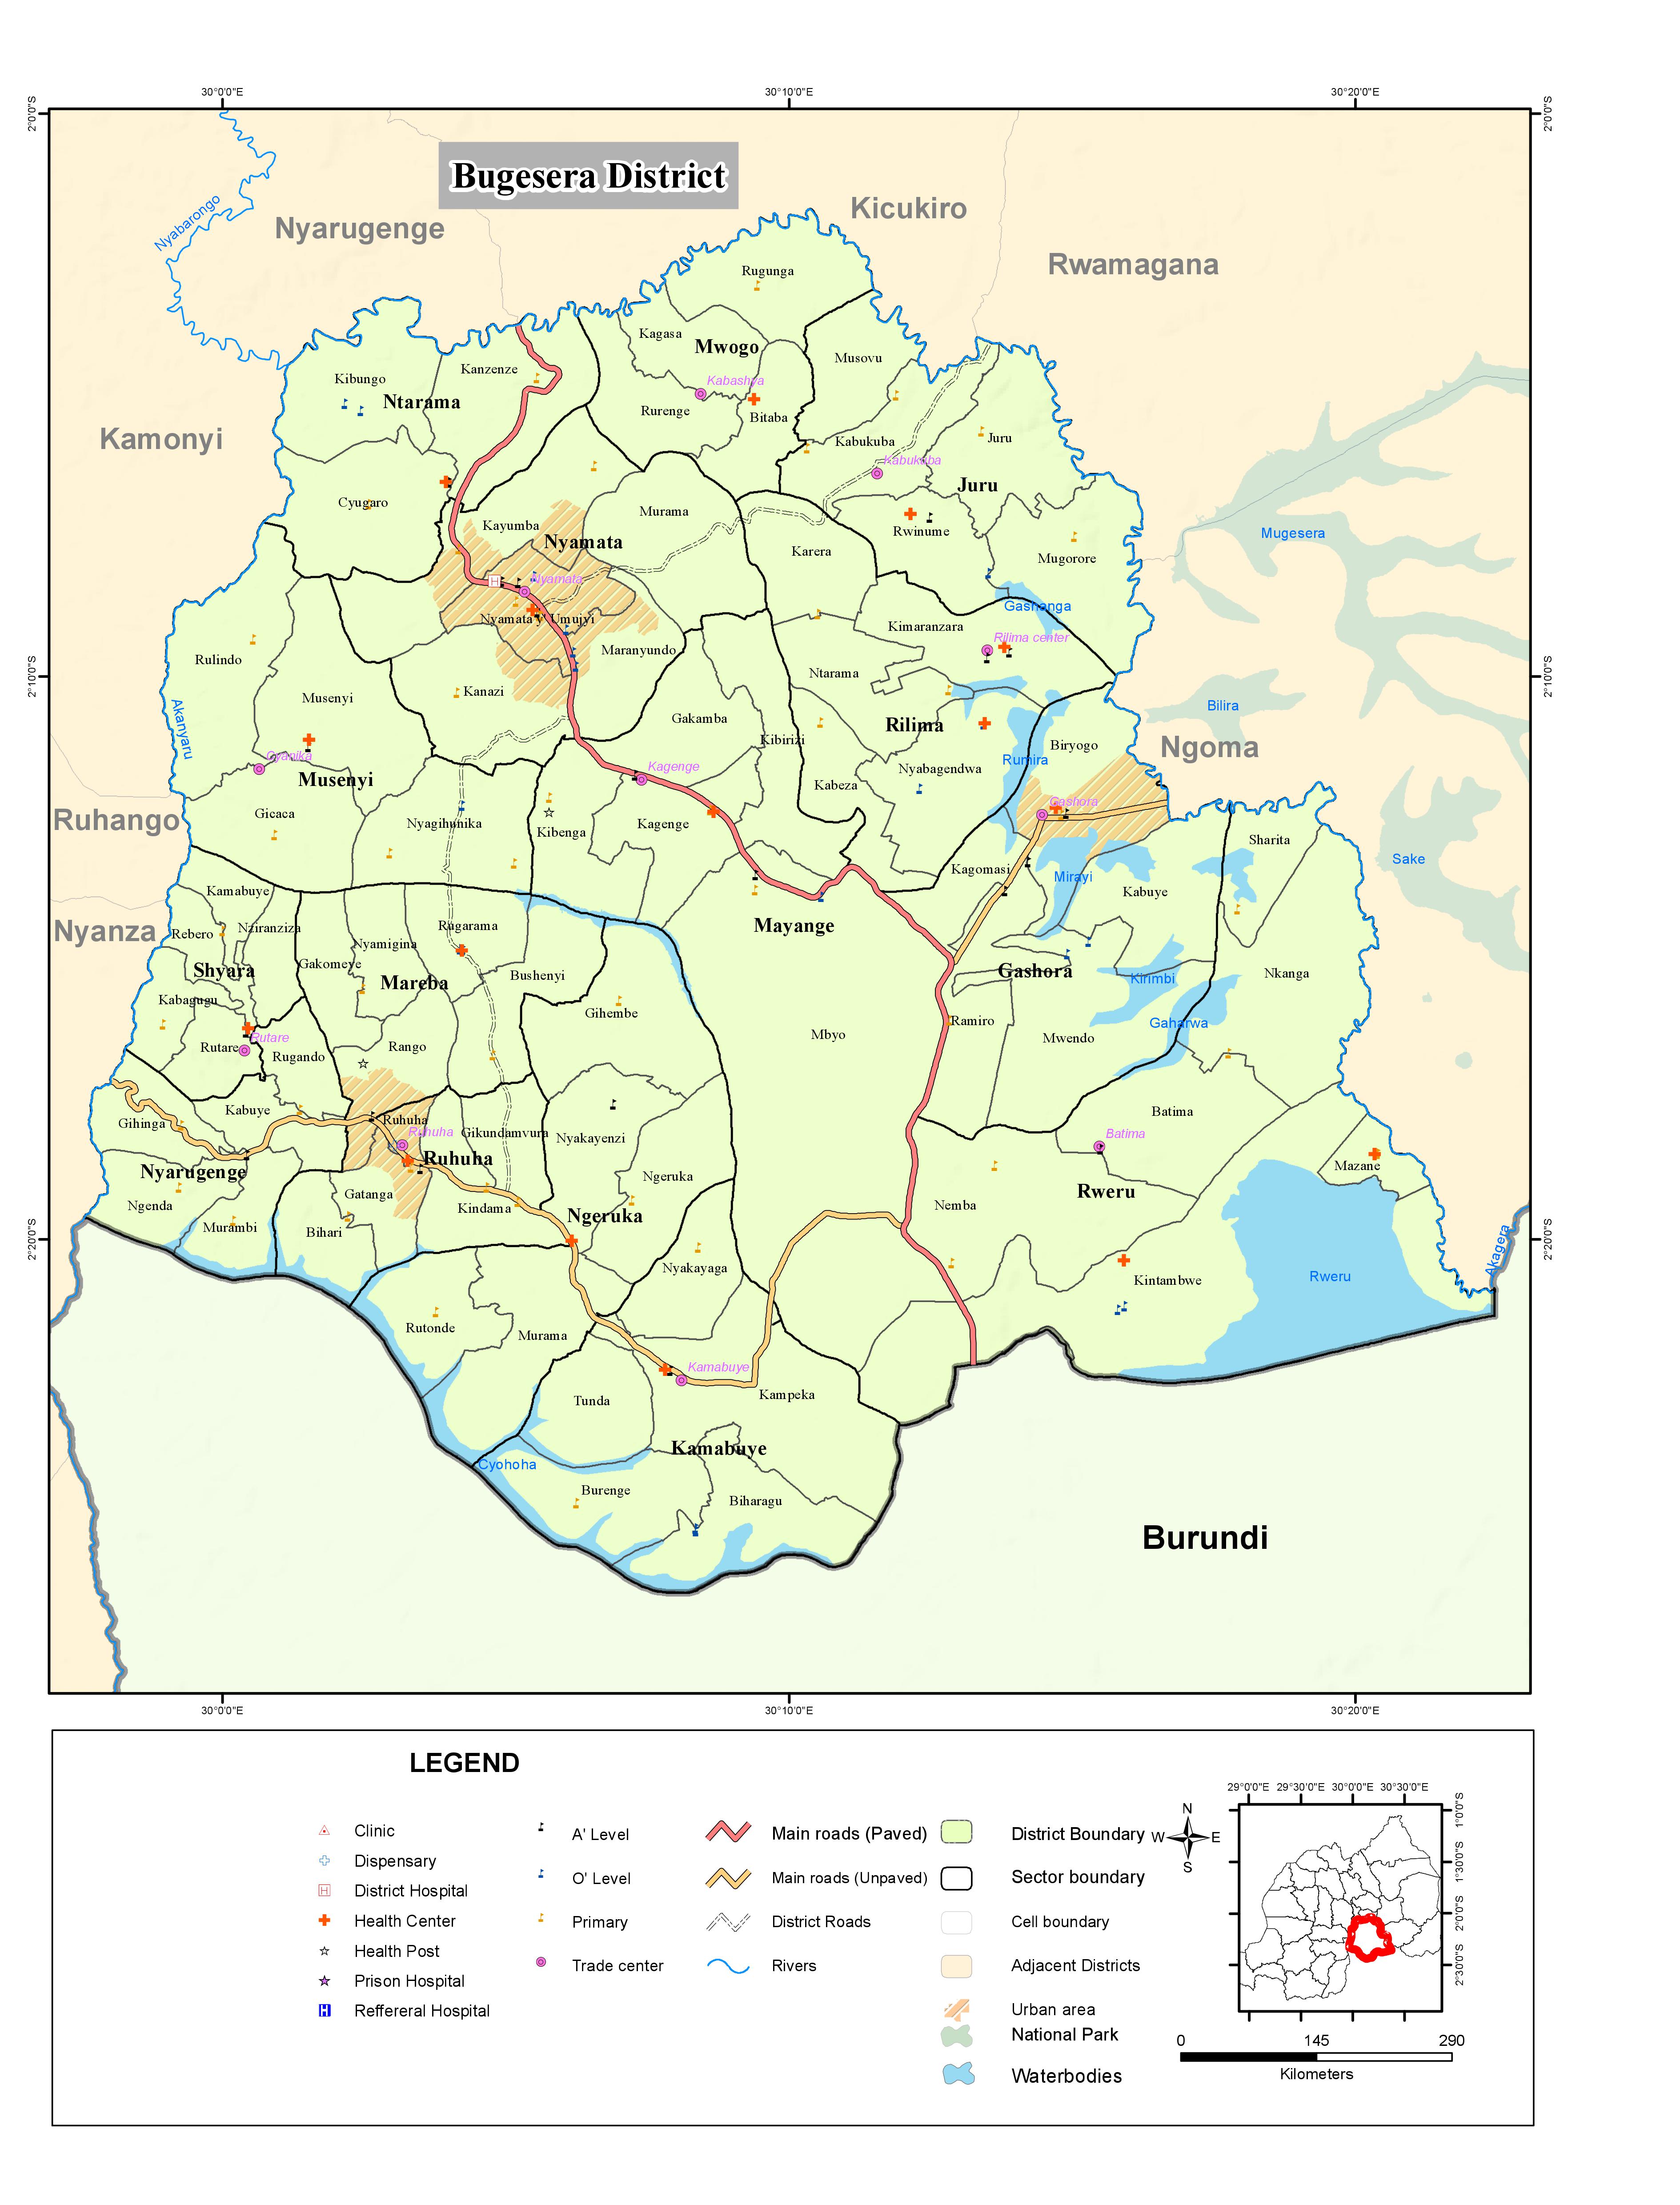 30°0'0"E 30°10'0"E 30°20'0"E
2°0'0"S 2°0'0"S
Bugesera District
Nyarugenge
Kicukiro
Rwamagana
Nyabarongo
Rugunga
Kagasa
Mwogo
Musovu
Kanzenze
Kibungo
Kabashya
Ntarama
Rurenge
Bitaba
Kamonyi
Kabukuba
Juru
Kabukuba
Juru
Cyugaro
Murama
Kayumba
Rwinume
Mugesera
Nyamata
Karera
Mugorore
Nyamata
Gashanga
Nyamata y' Umujyi
Kimaranzara
Rilima center
Maranyundo
Rulindo
Ntarama
2°10'0"S 2°10'0"S
Kanazi
Musenyi
Bilira
Akanyaru
Gakamba
Rilima
Kibirizi
Biryogo
Ngoma
Gyanika
Rumira
Kagenge
Nyabagendwa
Musenyi
Kabeza
Gashora
Gicaca
Ruhango
Nyagihunika
Kibenga
Kagenge
Sharita
Sake
Kagomasi
Mirayi
Kamabuye
Kabuye
Rugarama
Mayange
Nyanza
Rebero
Nziranziza
Nyamigina
Gakomeye
Shyara
Gashora
Bushenyi
Nkanga
Mareba
Kirimbi
Kabagugu
Gihembe
Ramiro
Gaharwa
Mbyo
Rutare
Mwendo
Rutare
Rango
Rugando
Kabuye
Batima
Gihinga
Ruhuha
Ruhuha
Gikundamvura
Batima
Nyakayenzi
Ruhuha
Mazane
Nyarugenge
Ngeruka
Rweru
Gatanga
Ngenda
Kindama
Nemba
Ngeruka
Murambi
Bihari
2°20'0"S 2°20'0"S
Akagera
Nyakayaga
Rweru
Kintambwe
Rutonde
Murama
Kamabuye
Kampeka
Tunda
Kamabuye
Cyohoha
Burenge
Biharagu
Burundi
30°0'0"E 30°10'0"E 30°20'0"E
LEGEND
Clinic
Dispensary
District Hospital
Health Center
Health Post
Prison Hospital
Reffereral Hospital
A' Level
O' Level
Primary
Trade center
Main roads (Paved)
Main roads (Unpaved)
District Roads
Rivers
District Boundary
Sector boundary
Cell boundary
Adjacent Districts
Urban area
National Park
Waterbodies
N
W E
S
29°0'0"E 29°30'0"E 30°0'0"E 30°30'0"E
1°0'0"S
1°30'0"S
2°0'0"S
2°30'0"S
0 145 290
Kilometers
H
H
H